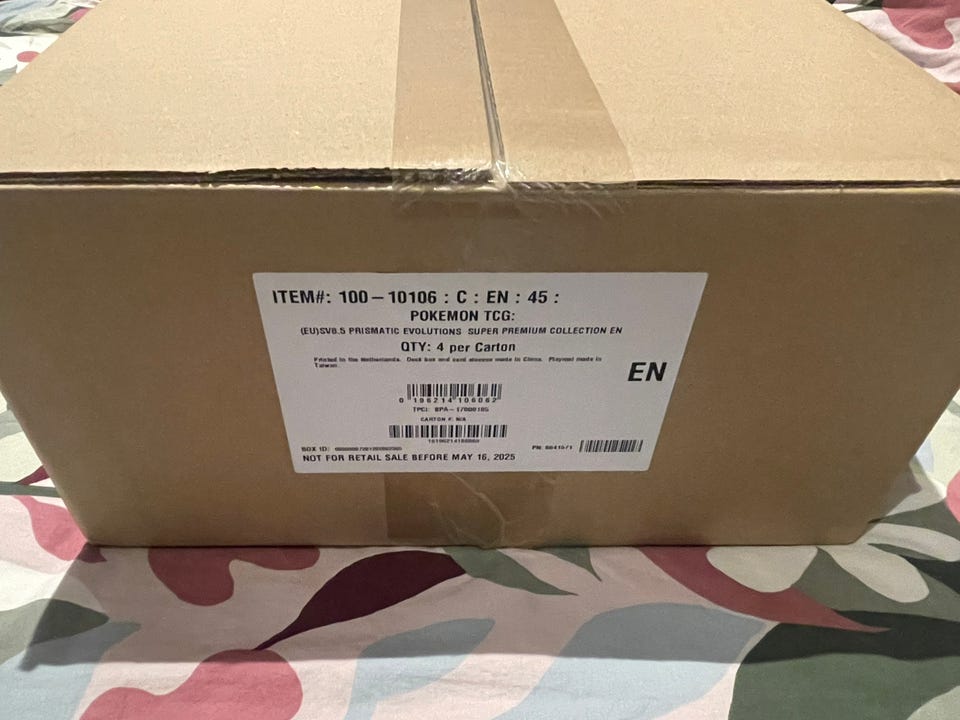 ITEM#: 100-10106 : C : EN : 45 :
POKEMON TCG:
(EU)SV8.5 PRISMATIC EVOLUTIONS SUPER PREMIUM COLLECTION EN
QTY: 4 per Carton
Printed in the Netherlands. Deck box and card sleeves made in China. Playmat made in
Taiwan.
EN
0 196214 106062
CARTON #: N/A
BOX ID:
PN:
NOT FOR RETAIL SALE BEFORE MAY 16, 2025